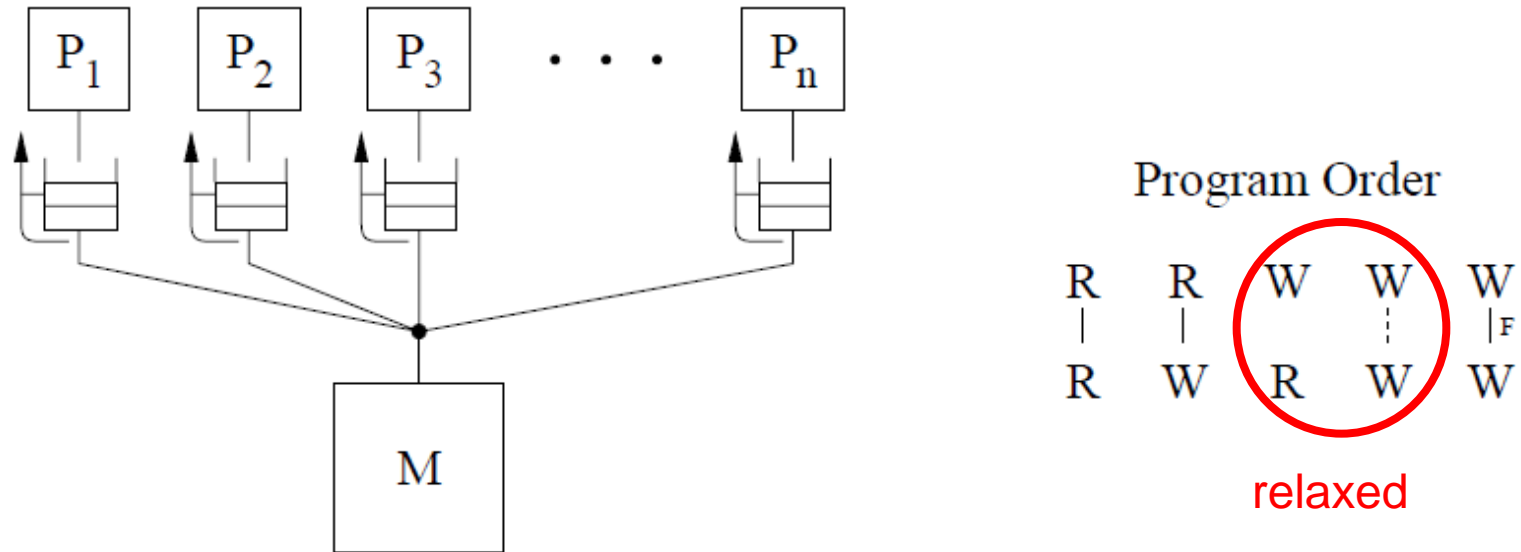 P1 P2 P3 . . . Pn
M
Program Order
R R W W W
F
R W R W W
relaxed